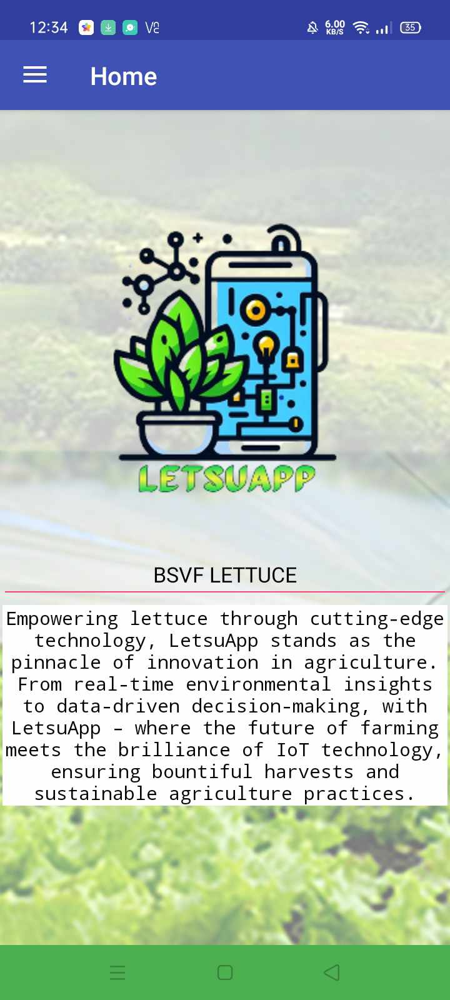 12:34
6.00
KB/S
35
Home
LETSUAPP
BSVF LETTUCE
Empowering lettuce through cutting-edge
technology, LetsuApp stands as the
pinnacle of innovation in agriculture.
From real-time environmental insights
to data-driven decision-making, with
LetsuApp – where the future of farming
meets the brilliance of IoT technology,
ensuring bountiful harvests and
sustainable agriculture practices.